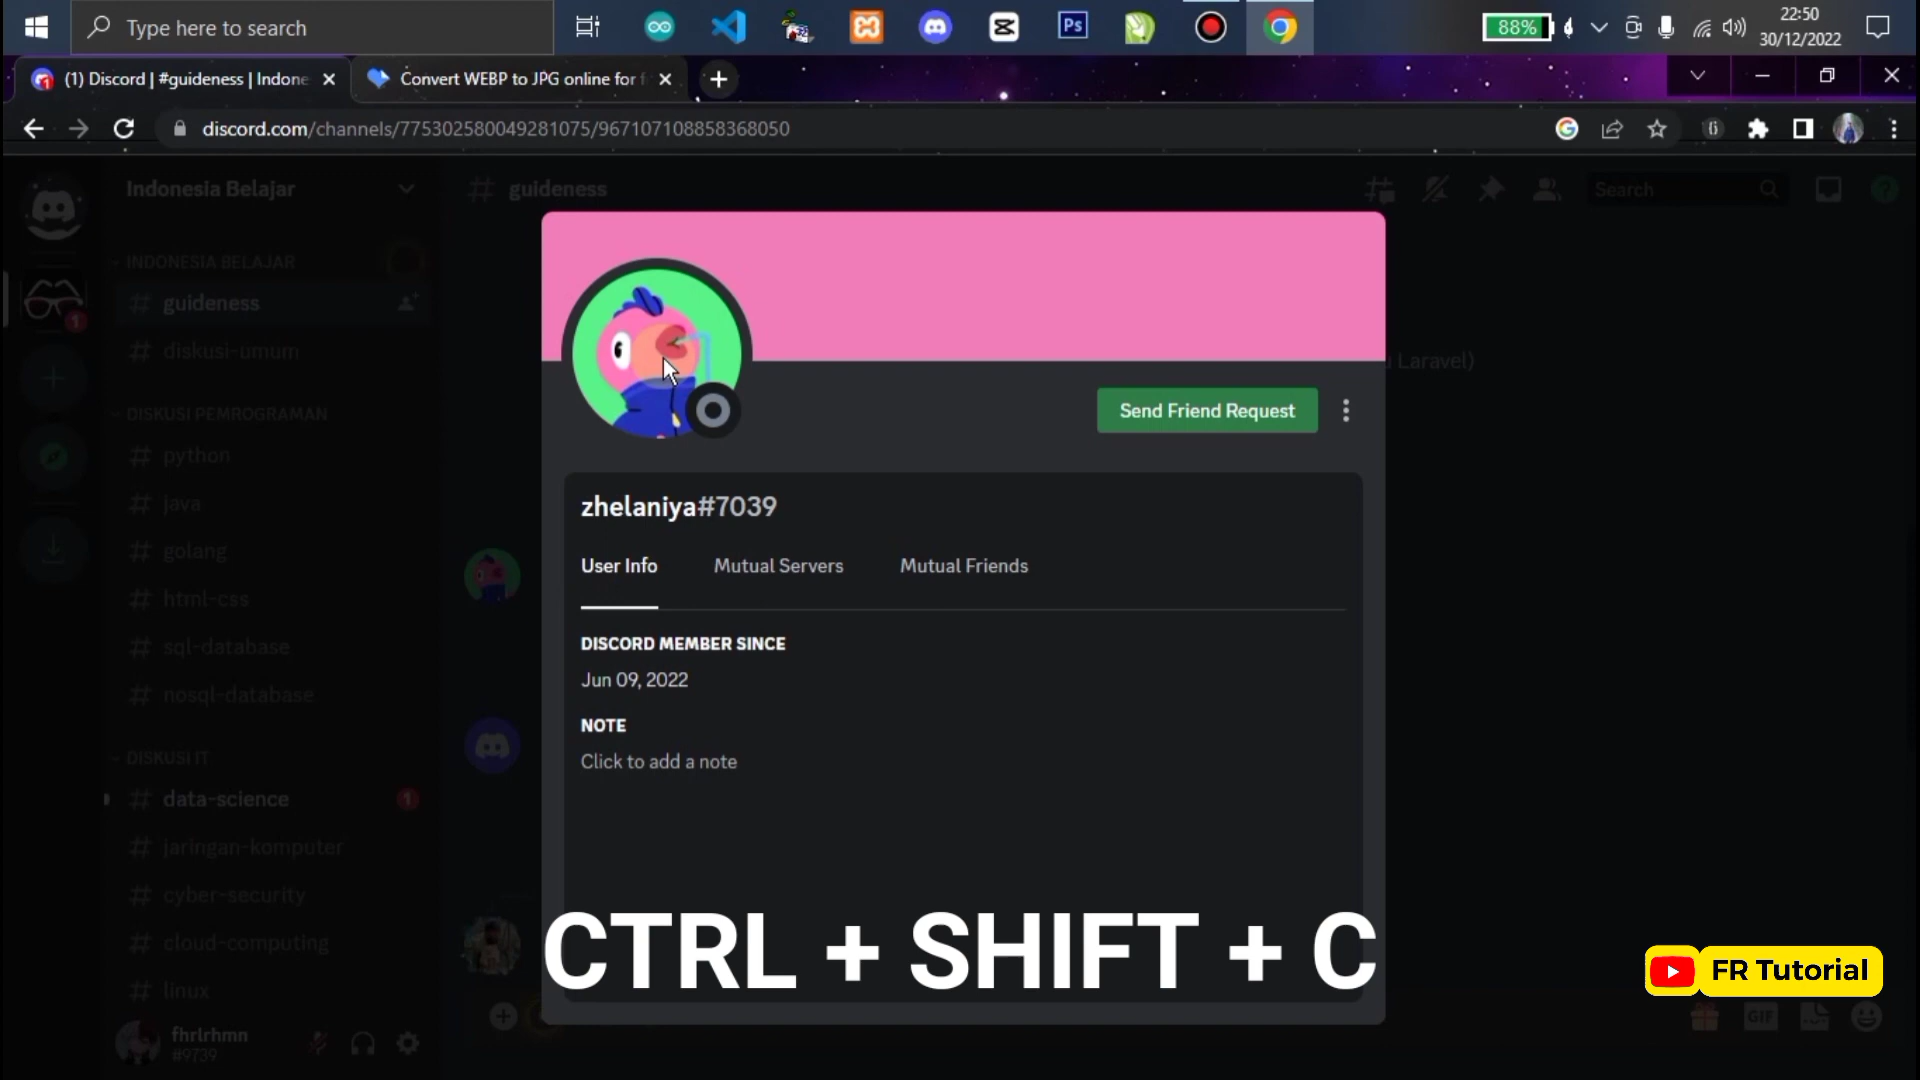 Type here to search
Ps
88%
22:50
30/12/2022
(1) Discord | #guideness | Indone
Convert WEBP to JPG online for f
discord.com/channels/775302580049281075/967107108858368050
Indonesia Belajar
guideness
Search
INDONESIA BELAJAR
guideness
diskusi-umum
Laravel)
DISKUSI PEMROGRAMAN
python
java
golang
html-css
sql-database
nosql-database
DISKUSI IT
data-science
1
jaringan-komputer
cyber-security
cloud-computing
linux
fhrlrhmn
#9739
1
Send Friend Request
zhelaniya#7039
User Info
Mutual Servers
Mutual Friends
DISCORD MEMBER SINCE
Jun 09, 2022
NOTE
Click to add a note
CTRL + SHIFT + C
FR Tutorial
GIF